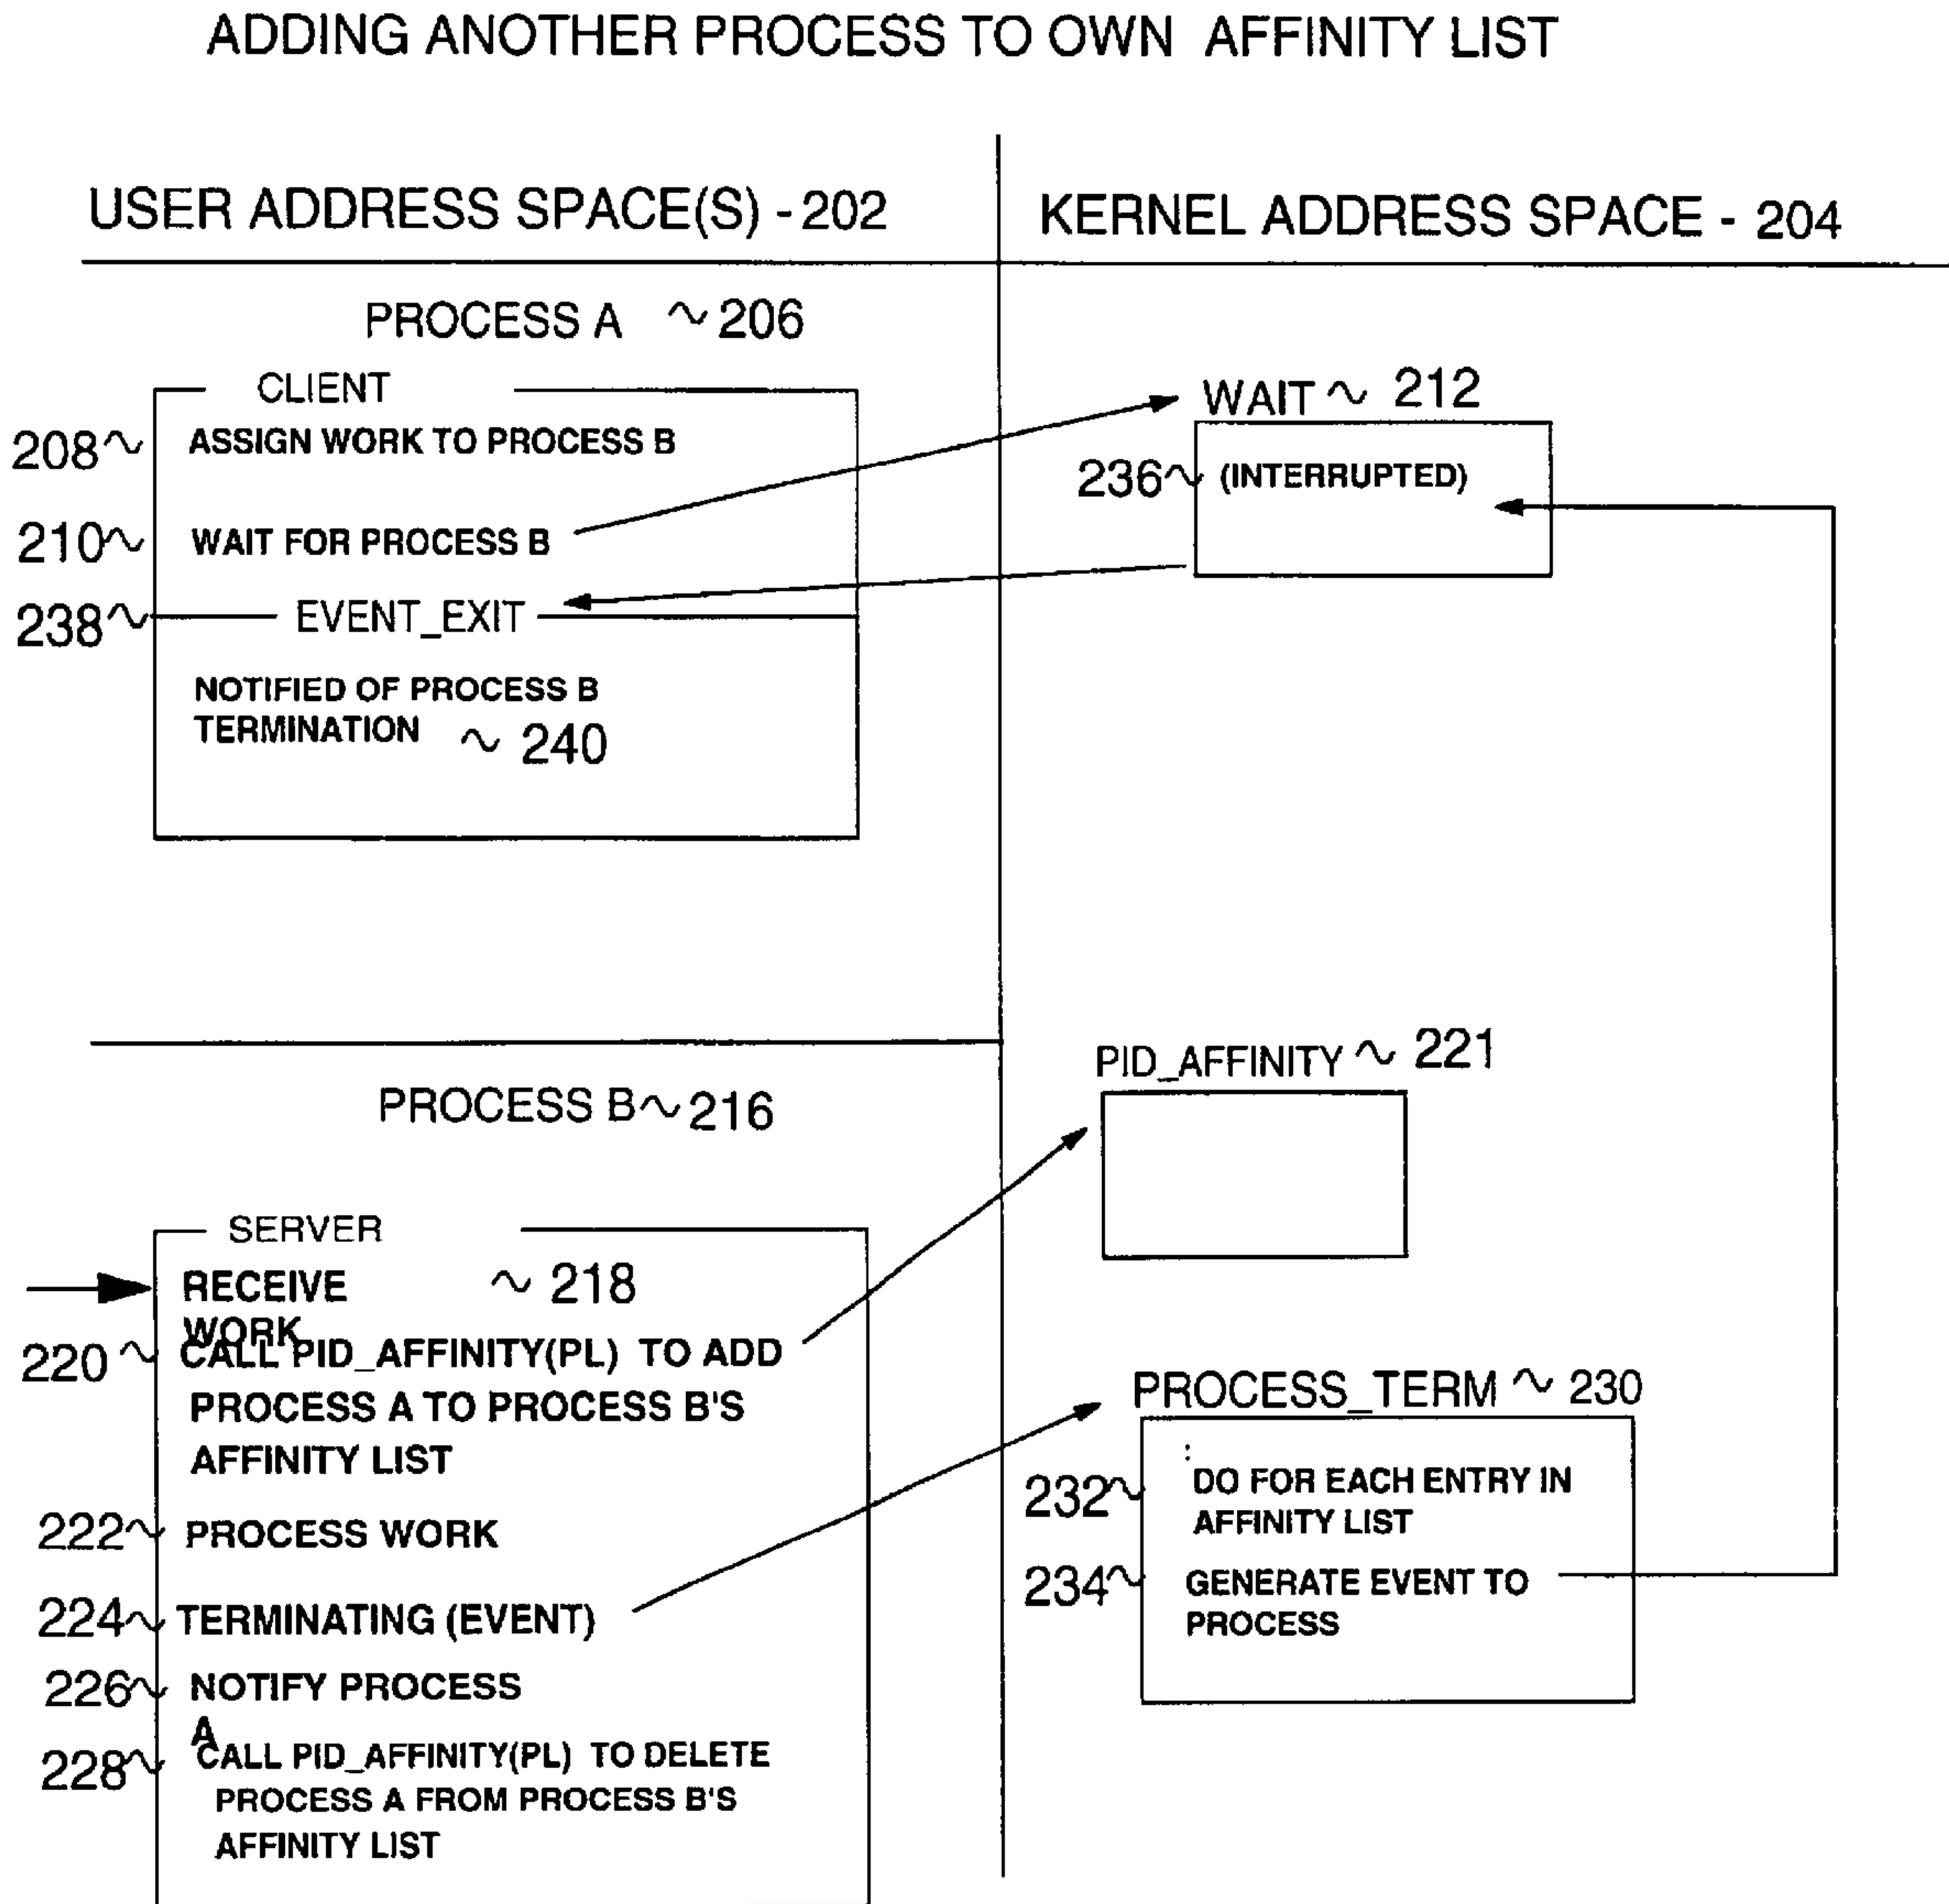 ADDING ANOTHER PROCESS TO OWN AFFINITY LIST
USER ADDRESS SPACE(S) - 202
KERNEL ADDRESS SPACE - 204
PROCESS A ~ 206
CLIENT
208 ~ ASSIGN WORK TO PROCESS B
210 ~ WAIT FOR PROCESS B
238 ~ EVENT_EXIT
NOTIFIED OF PROCESS B
TERMINATION ~ 240
WAIT ~ 212
236 ~ (INTERRUPTED)
PROCESS B ~ 216
SERVER
RECEIVE ~ 218
WORK
220 ~ CALL PID_AFFINITY(PL) TO ADD
PROCESS A TO PROCESS B'S
AFFINITY LIST
222 ~ PROCESS WORK
224 ~ TERMINATING (EVENT)
226 ~ NOTIFY PROCESS
A
228 ~ CALL PID_AFFINITY(PL) TO DELETE
PROCESS A FROM PROCESS B'S
AFFINITY LIST
PID_AFFINITY ~ 221
PROCESS_TERM ~ 230
:
232 ~ DO FOR EACH ENTRY IN
AFFINITY LIST
234 ~ GENERATE EVENT TO
PROCESS